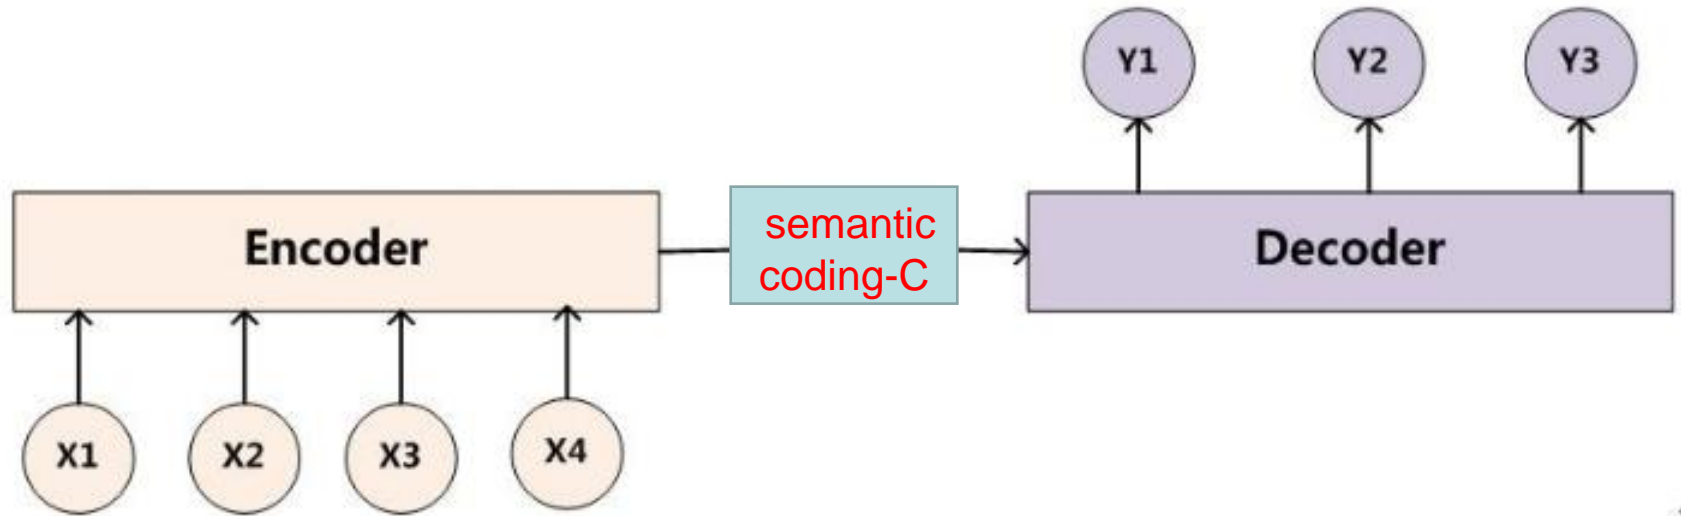 Y1 Y2 Y3
Encoder
semantic
coding-C
Decoder
X1 X2 X3 X4